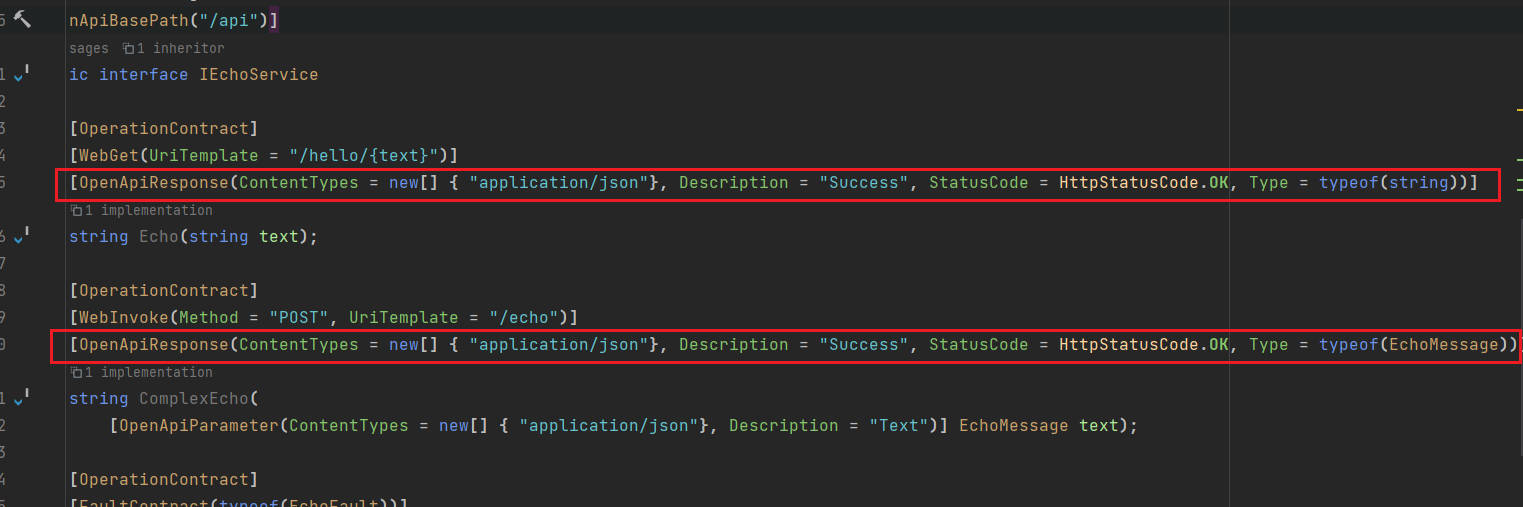 5 nApiBasePath("/api")]
sages 1 inheritor
1 ic interface IEchoService
2
3 [OperationContract]
4 [WebGet(UriTemplate = "/hello/{text}")]
5 [OpenApiResponse(ContentTypes = new[] { "application/json"}, Description = "Success", StatusCode = HttpStatusCode.OK, Type = typeof(string))]
1 implementation
6 string Echo(string text);
7
8 [OperationContract]
9 [WebInvoke(Method = "POST", UriTemplate = "/echo")]
0 [OpenApiResponse(ContentTypes = new[] { "application/json"}, Description = "Success", StatusCode = HttpStatusCode.OK, Type = typeof(EchoMessage))]
1 implementation
1 string ComplexEcho(
2 [OpenApiParameter(ContentTypes = new[] { "application/json"}, Description = "Text")] EchoMessage text);
3
4 [OperationContract]
5 [FaultContract(typeof(EchoFault))]